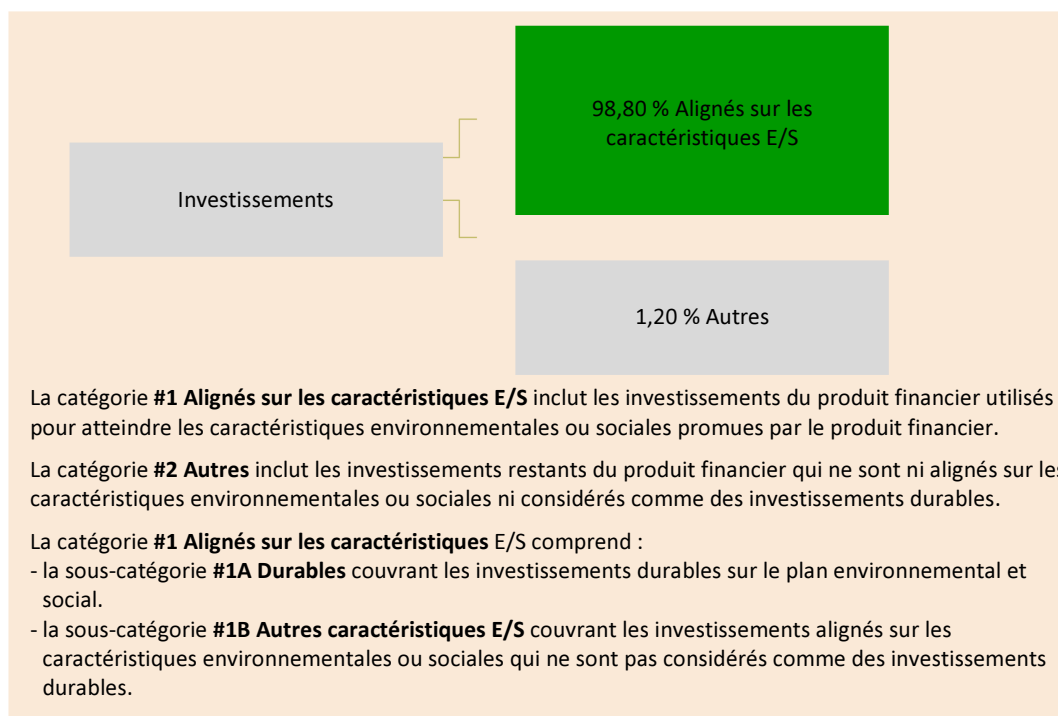 98,80 % Alignés sur les
caractéristiques E/S
Investissements
1,20 % Autres
La catégorie #1 Alignés sur les caractéristiques E/S inclut les investissements du produit financier utilisés
pour atteindre les caractéristiques environnementales ou sociales promues par le produit financier.
La catégorie #2 Autres inclut les investissements restants du produit financier qui ne sont ni alignés sur les
caractéristiques environnementales ou sociales ni considérés comme des investissements durables.
La catégorie #1 Alignés sur les caractéristiques E/S comprend :
- la sous-catégorie #1A Durables couvrant les investissements durables sur le plan environnemental et
social.
- la sous-catégorie #1B Autres caractéristiques E/S couvrant les investissements alignés sur les
caractéristiques environnementales ou sociales qui ne sont pas considérés comme des investissements
durables.